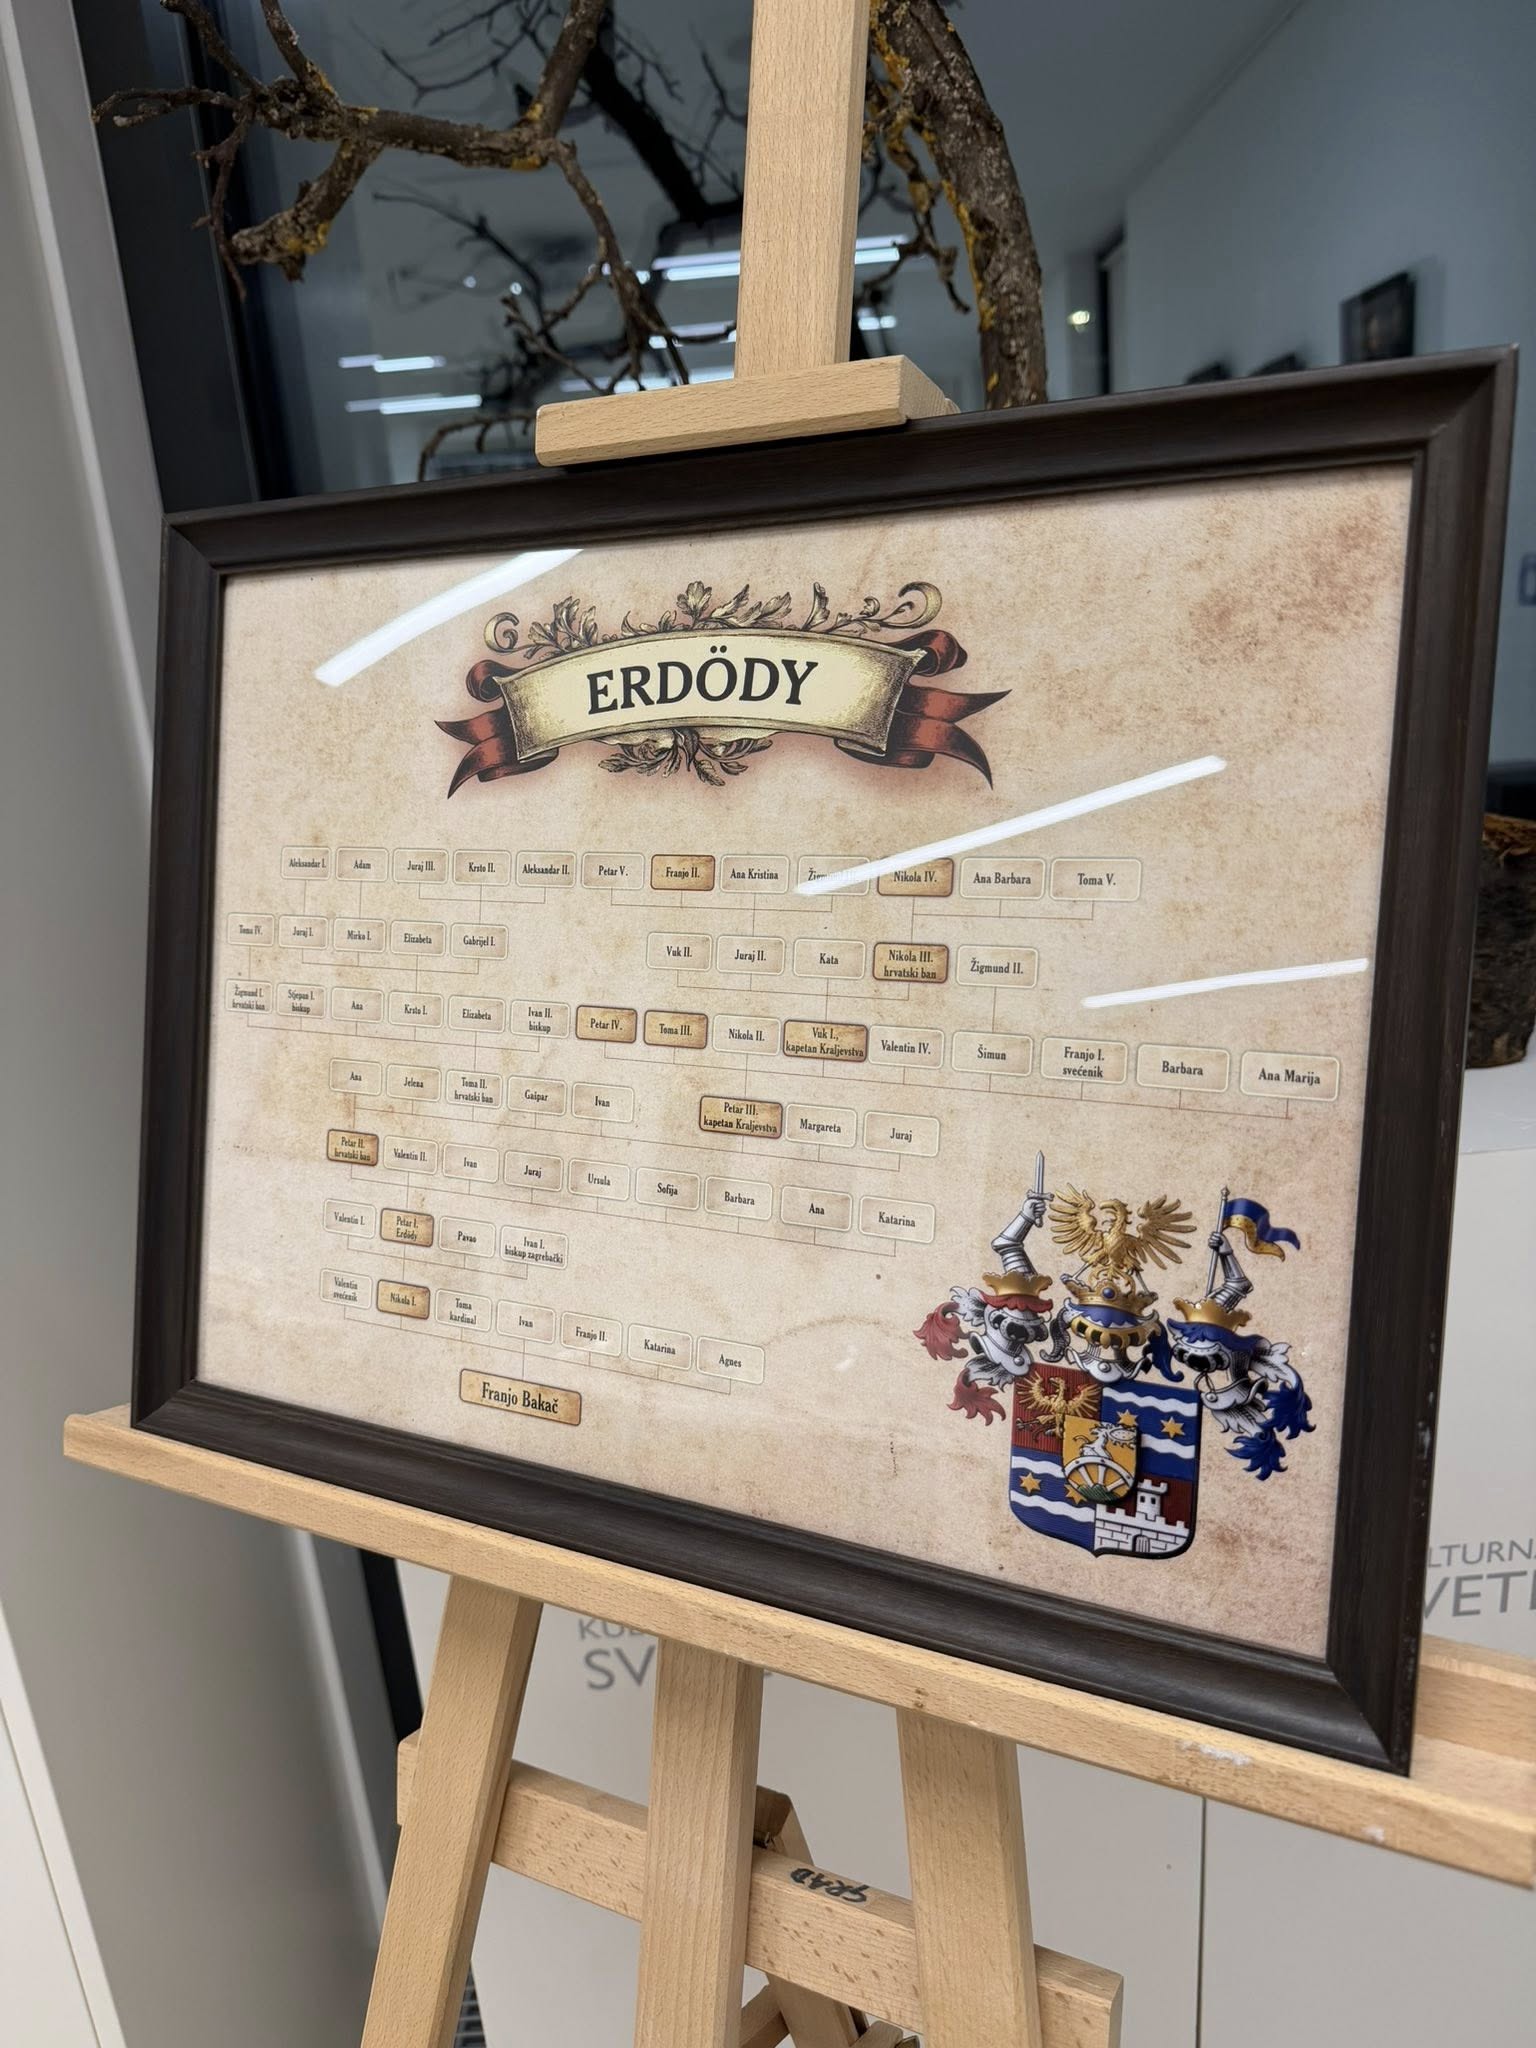 ERDÖDY
Aleksandar I.
Adam
Juraj III.
Krsto II.
Aleksandar II.
Petar V.
Franjo II.
Ana Kristina
Nikola IV.
Ana Barbara
Toma V.
Toma IV.
Juraj I.
Mirko I.
Elizabeta
Gabrijel I.
Vuk II.
Juraj II.
Kata
Nikola III.
hrvatski ban
Žigmund II.
Žigmund I.
hrvatski ban
Stjepan I.
biskup
Ana
Krsto I.
Elizabeta
Ivan II.
biskup
Petar IV.
Toma III.
Nikola II.
Vuk I.,
kapetan Kraljevstva
Valentin IV.
Šimun
Franjo I.
svećenik
Barbara
Ana Marija
Ana
Jelena
Toma II.
hrvatski ban
Gašpar
Ivan
Petar III.
kapetan Kraljevstva
Margareta
Juraj
Petar II.
hrvatski ban
Valentin II.
Ivan
Juraj
Ursula
Sofija
Barbara
Ana
Katarina
Valentin I.
Petar I.
Erdödy
Pavao
Ivan I.
biskup zagrebački
Valentin
svećenik
Nikola I.
Toma
kardinal
Ivan
Franjo II.
Katarina
Agnes
Franjo Bakač
LTURN
VETI
KUL
SV
GRAD